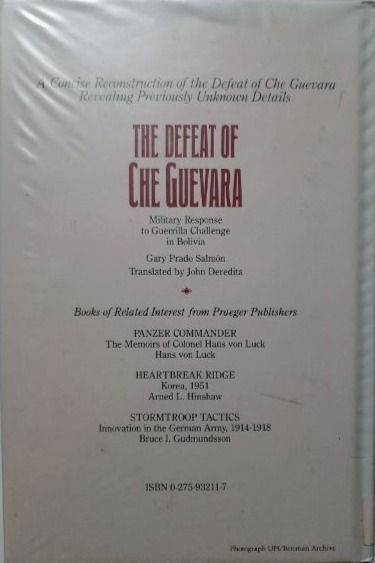 A Concise Reconstruction of the Defeat of Che Guevara
Revealing Previously Unknown Details
THE DEFEAT OF
CHE GUEVARA
Military Response
to Guerrilla Challenge
in Bolivia
Gary Prado Salmón
Translated by John Deredita
Books of Related Interest from Praeger Publishers
PANZER COMMANDER
The Memoirs of Colonel Hans von Luck
Hans von Luck
HEARTBREAK RIDGE
Korea, 1951
Arned L. Hinshaw
STORMTROOP TACTICS
Innovation in the German Army, 1914-1918
Bruce I. Gudmundsson
ISBN 0-275-93211-7
Photograph UPI/Bettman Archive